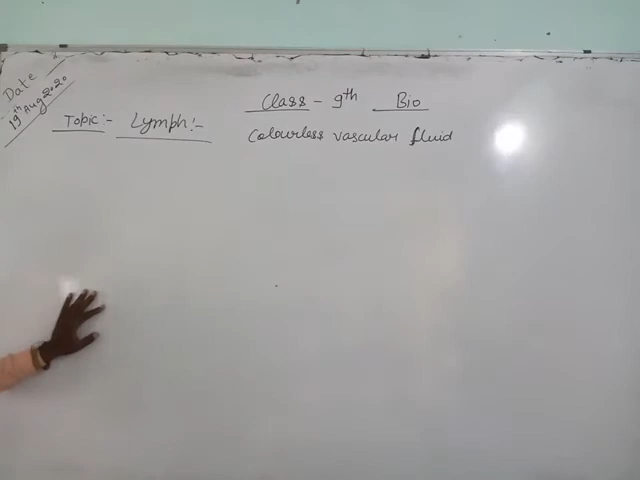 Date
19th Aug 2020
Class - 9th Bio
Topic:- Lymph:-
Colourless vascular fluid